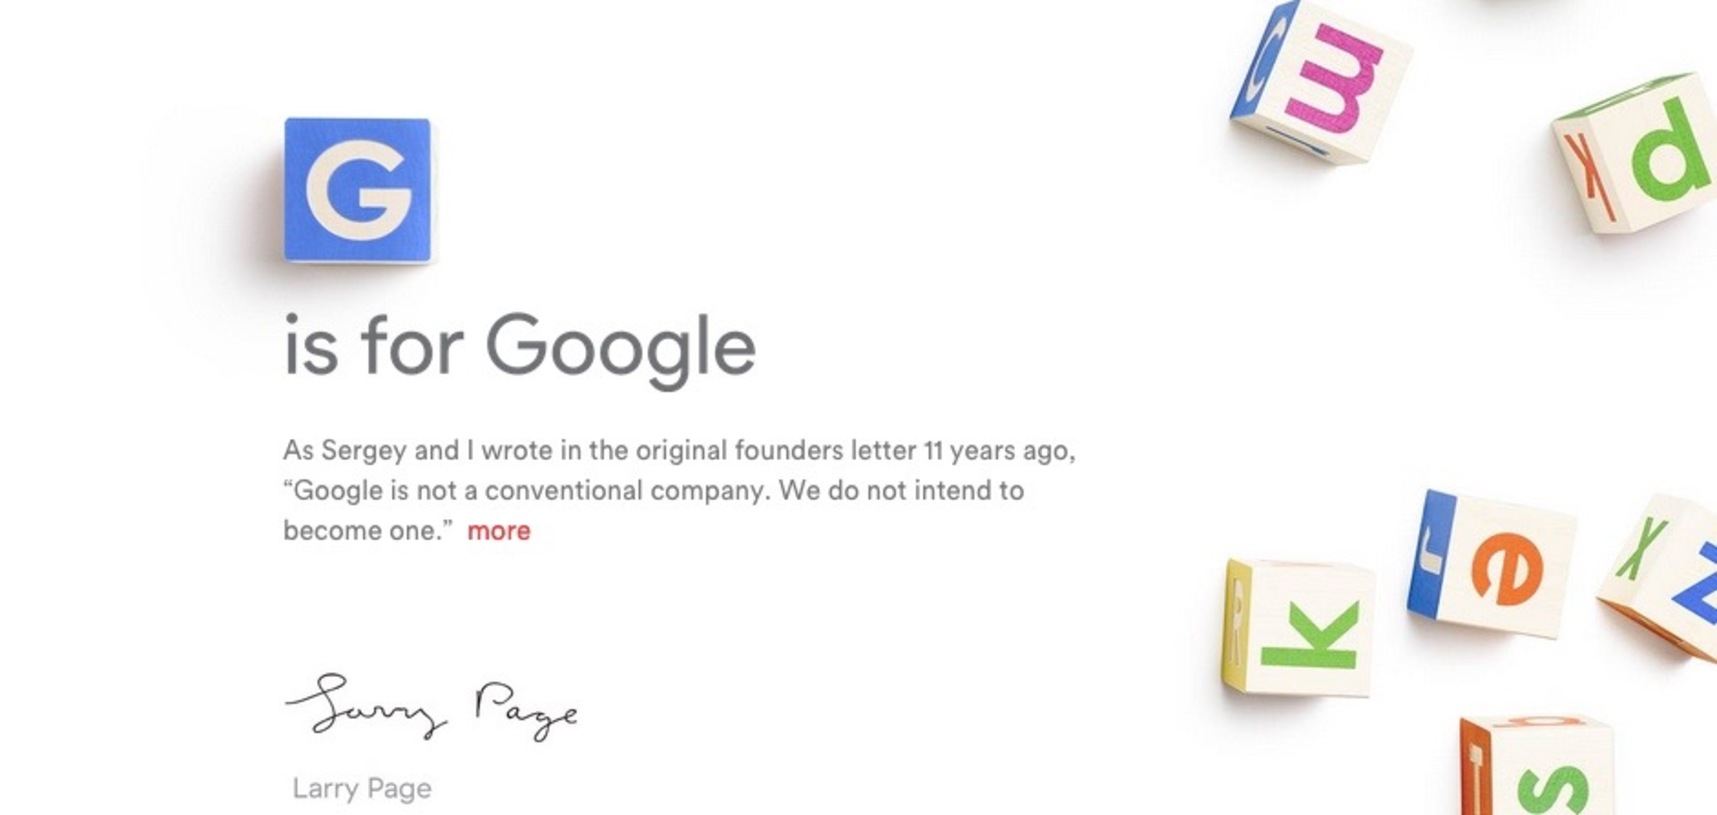 G
is for Google
As Sergey and I wrote in the original founders letter 11 years ago,
“Google is not a conventional company. We do not intend to
become one.” more
Larry Page
Larry Page
C m
X d
r e
X z
R k
a
s